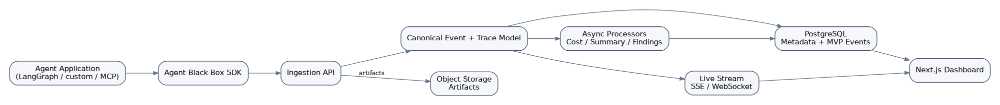 Agent Application
(LangGraph / custom / MCP)
Agent Black Box SDK
Ingestion API
artifacts
Canonical Event + Trace Model
Object Storage
Artifacts
Async Processors
Cost / Summary / Findings
Live Stream
SSE / WebSocket
PostgreSQL
Metadata + MVP Events
Next.js Dashboard